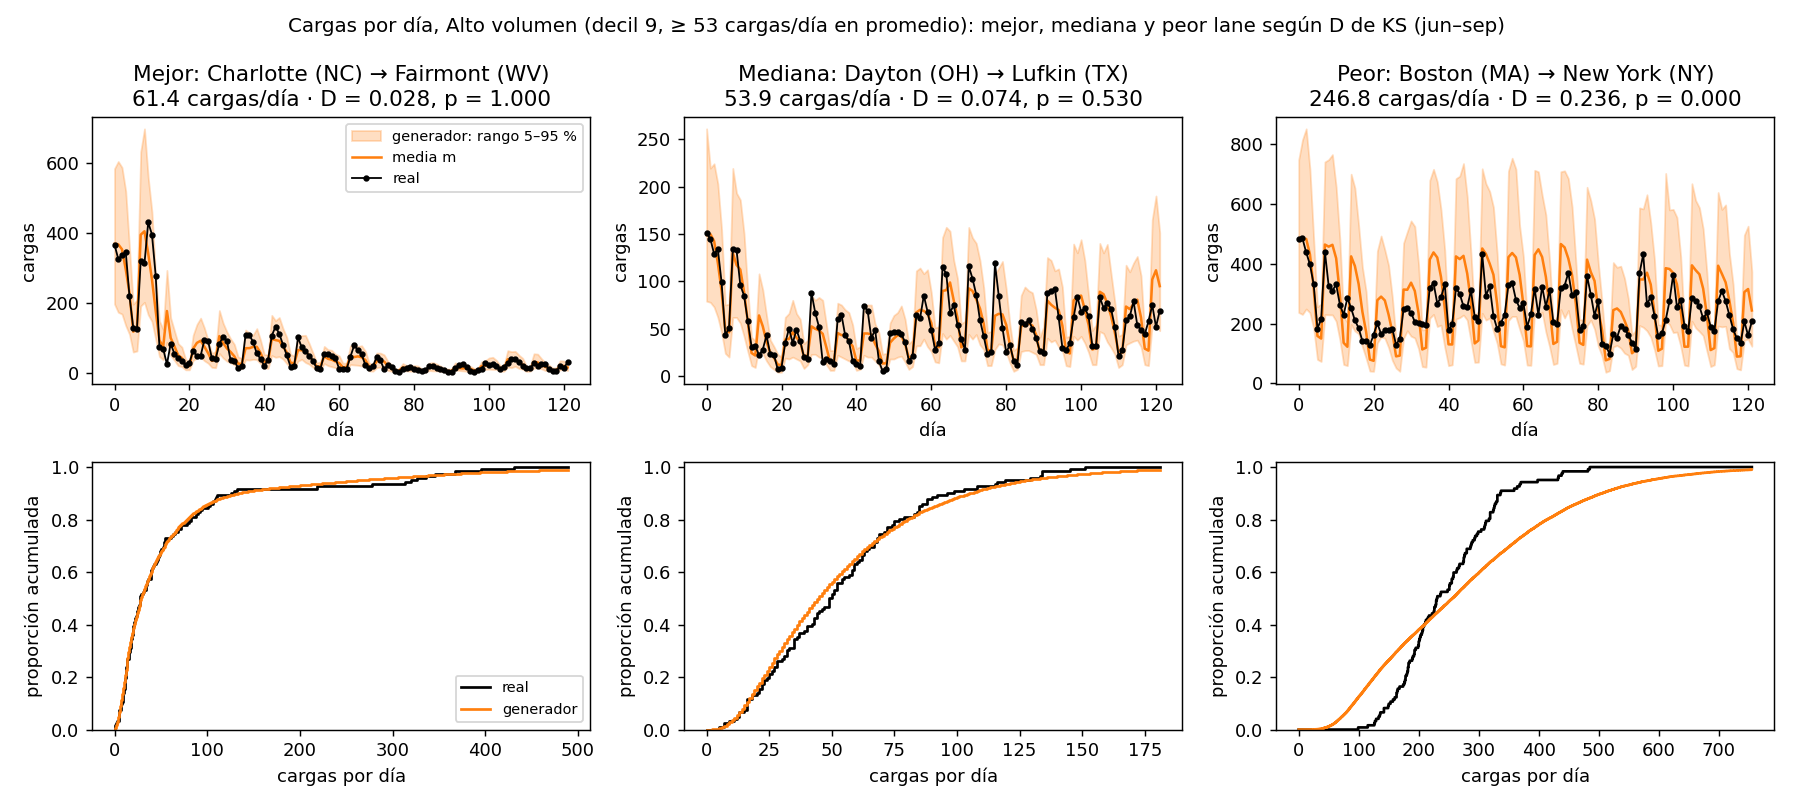 Cargas por día, Alto volumen (decil 9, ≥ 53 cargas/día en promedio): mejor, mediana y peor lane según D de KS (jun–sep)
Mejor: Charlotte (NC) → Fairmont (WV)
61.4 cargas/día · D = 0.028, p = 1.000
generador: rango 5–95 %
media m
real
600
400
200
0
cargas
0 20 40 60 80 100 120
día
Mediana: Dayton (OH) → Lufkin (TX)
53.9 cargas/día · D = 0.074, p = 0.530
250
200
150
100
50
0
cargas
0 20 40 60 80 100 120
día
Peor: Boston (MA) → New York (NY)
246.8 cargas/día · D = 0.236, p = 0.000
800
600
400
200
0
cargas
0 20 40 60 80 100 120
día
1.0
0.8
0.6
0.4
0.2
0.0
proporción acumulada
real
generador
0 100 200 300 400 500
cargas por día
1.0
0.8
0.6
0.4
0.2
0.0
proporción acumulada
0 25 50 75 100 125 150 175
cargas por día
1.0
0.8
0.6
0.4
0.2
0.0
proporción acumulada
0 100 200 300 400 500 600 700
cargas por día